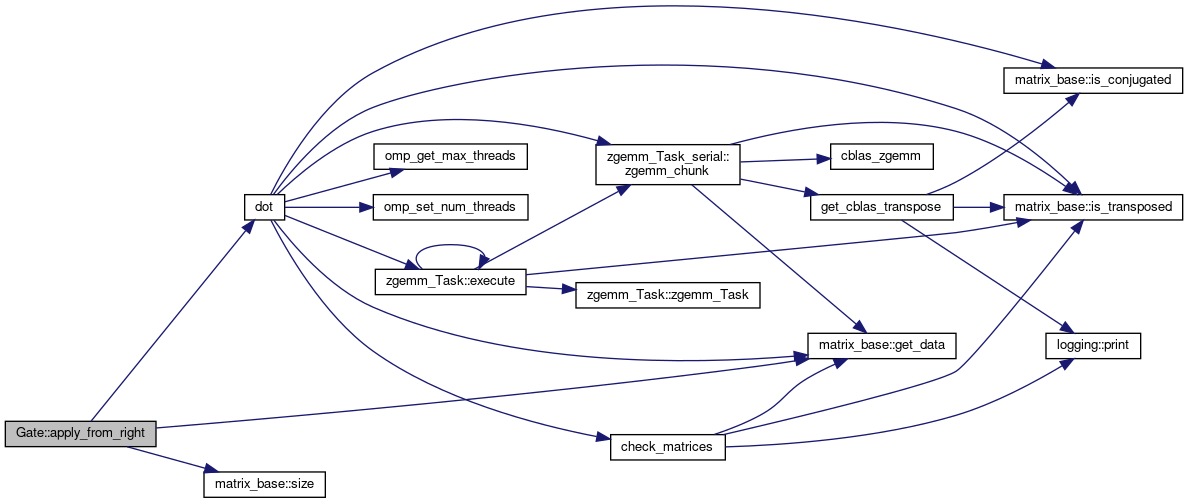 matrix_base::is_conjugated
omp_get_max_threads
zgemm_Task_serial::
zgemm_chunk
cblas_zgemm
dot
omp_set_num_threads
get_cblas_transpose
matrix_base::is_transposed
zgemm_Task::execute
zgemm_Task::zgemm_Task
matrix_base::get_data
logging::print
Gate::apply_from_right
check_matrices
matrix_base::size